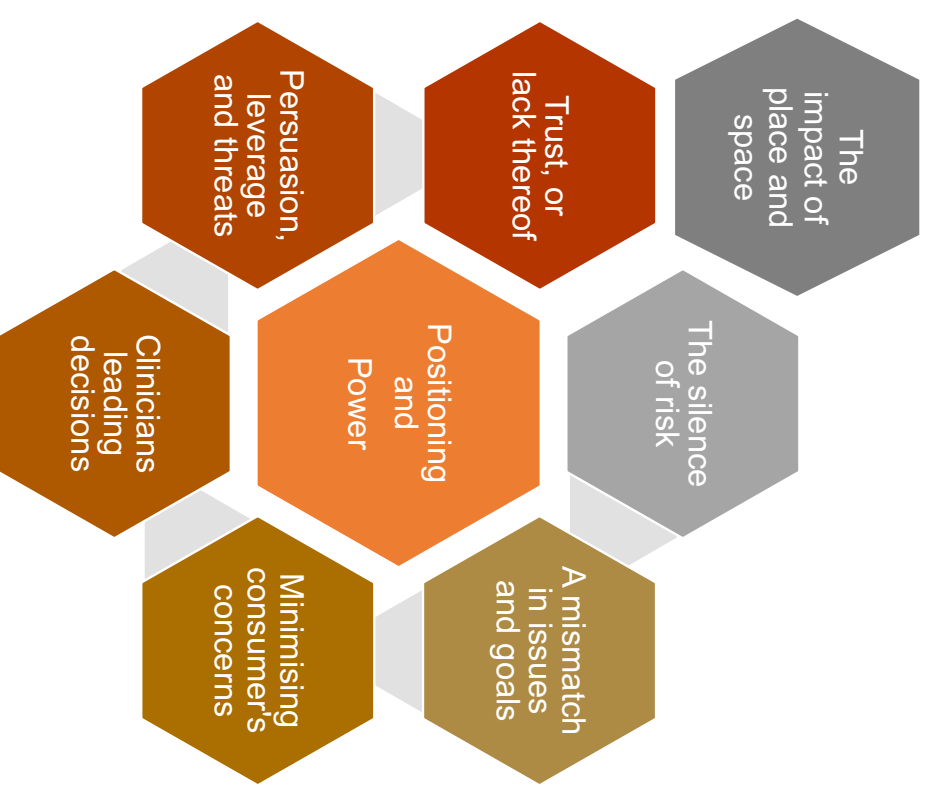 The
impact of
place and
space
The silence
of risk
Trust, or
lack thereof
A mismatch
in issues
and goals
Positioning
and
Power
Persuasion,
leverage
and threats
Minimising
consumer's
concerns
Clinicians
leading
decisions